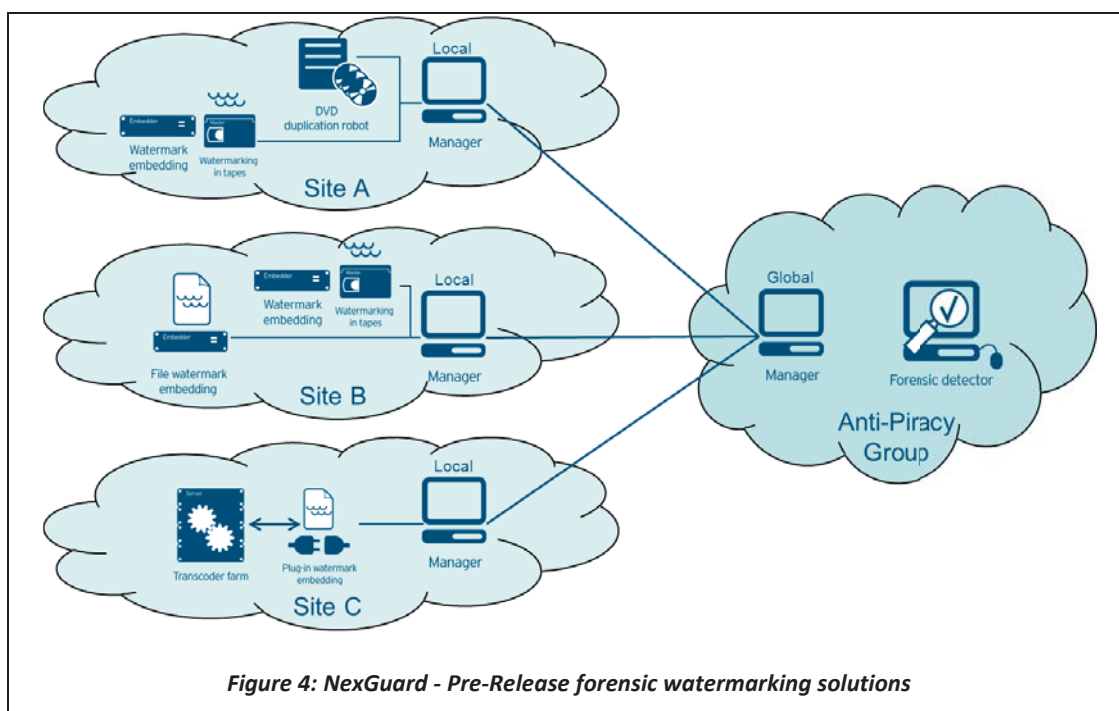 Local
DVD
duplication robot
Manager
Embedder
Master
Watermark
embedding
Watermarking
in tapes
Site A
Local
Embedder
Master
Watermark
embedding
Watermarking
in tapes
Embedder
File watermark
embedding
Manager
Site B
Local
Server
Transcoder farm
Plug-in watermark
embedding
Manager
Site C
Global
Manager
Forensic detector
Anti-Piracy
Group
Figure 4: NexGuard - Pre-Release forensic watermarking solutions